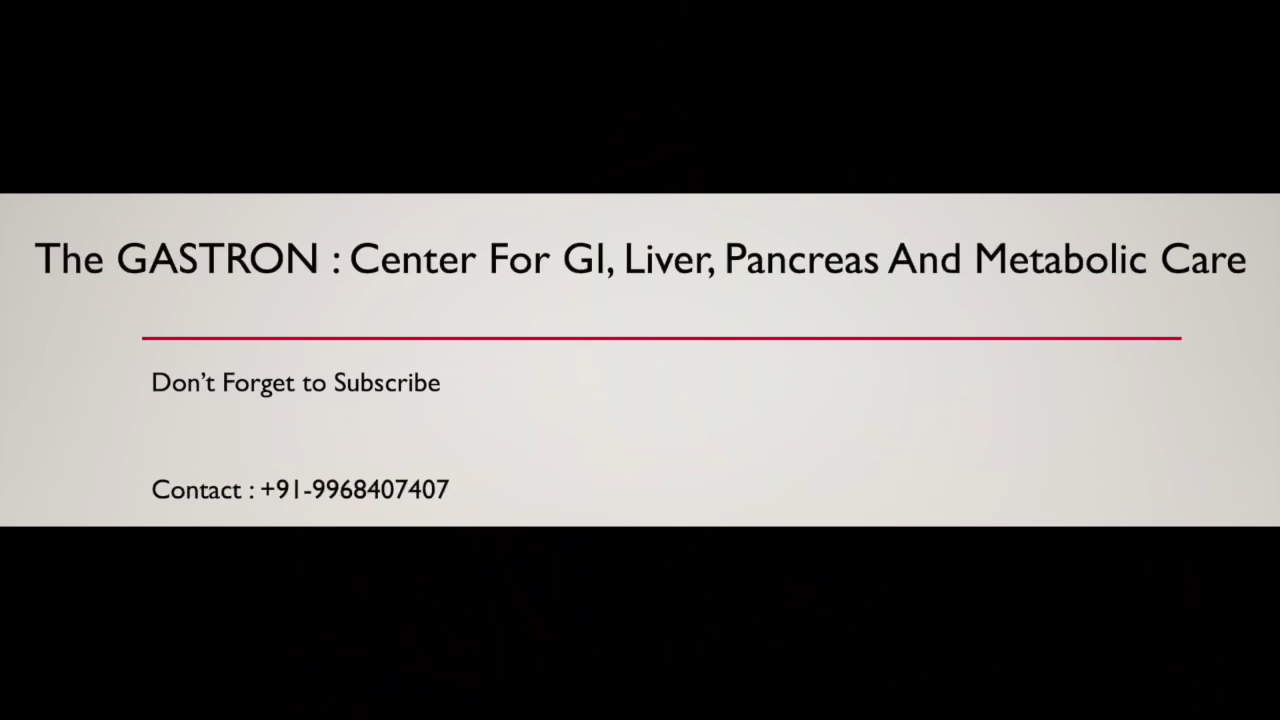 The GASTRON : Center For GI, Liver, Pancreas And Metabolic Care
Don’t Forget to Subscribe
Contact : +91-9968407407